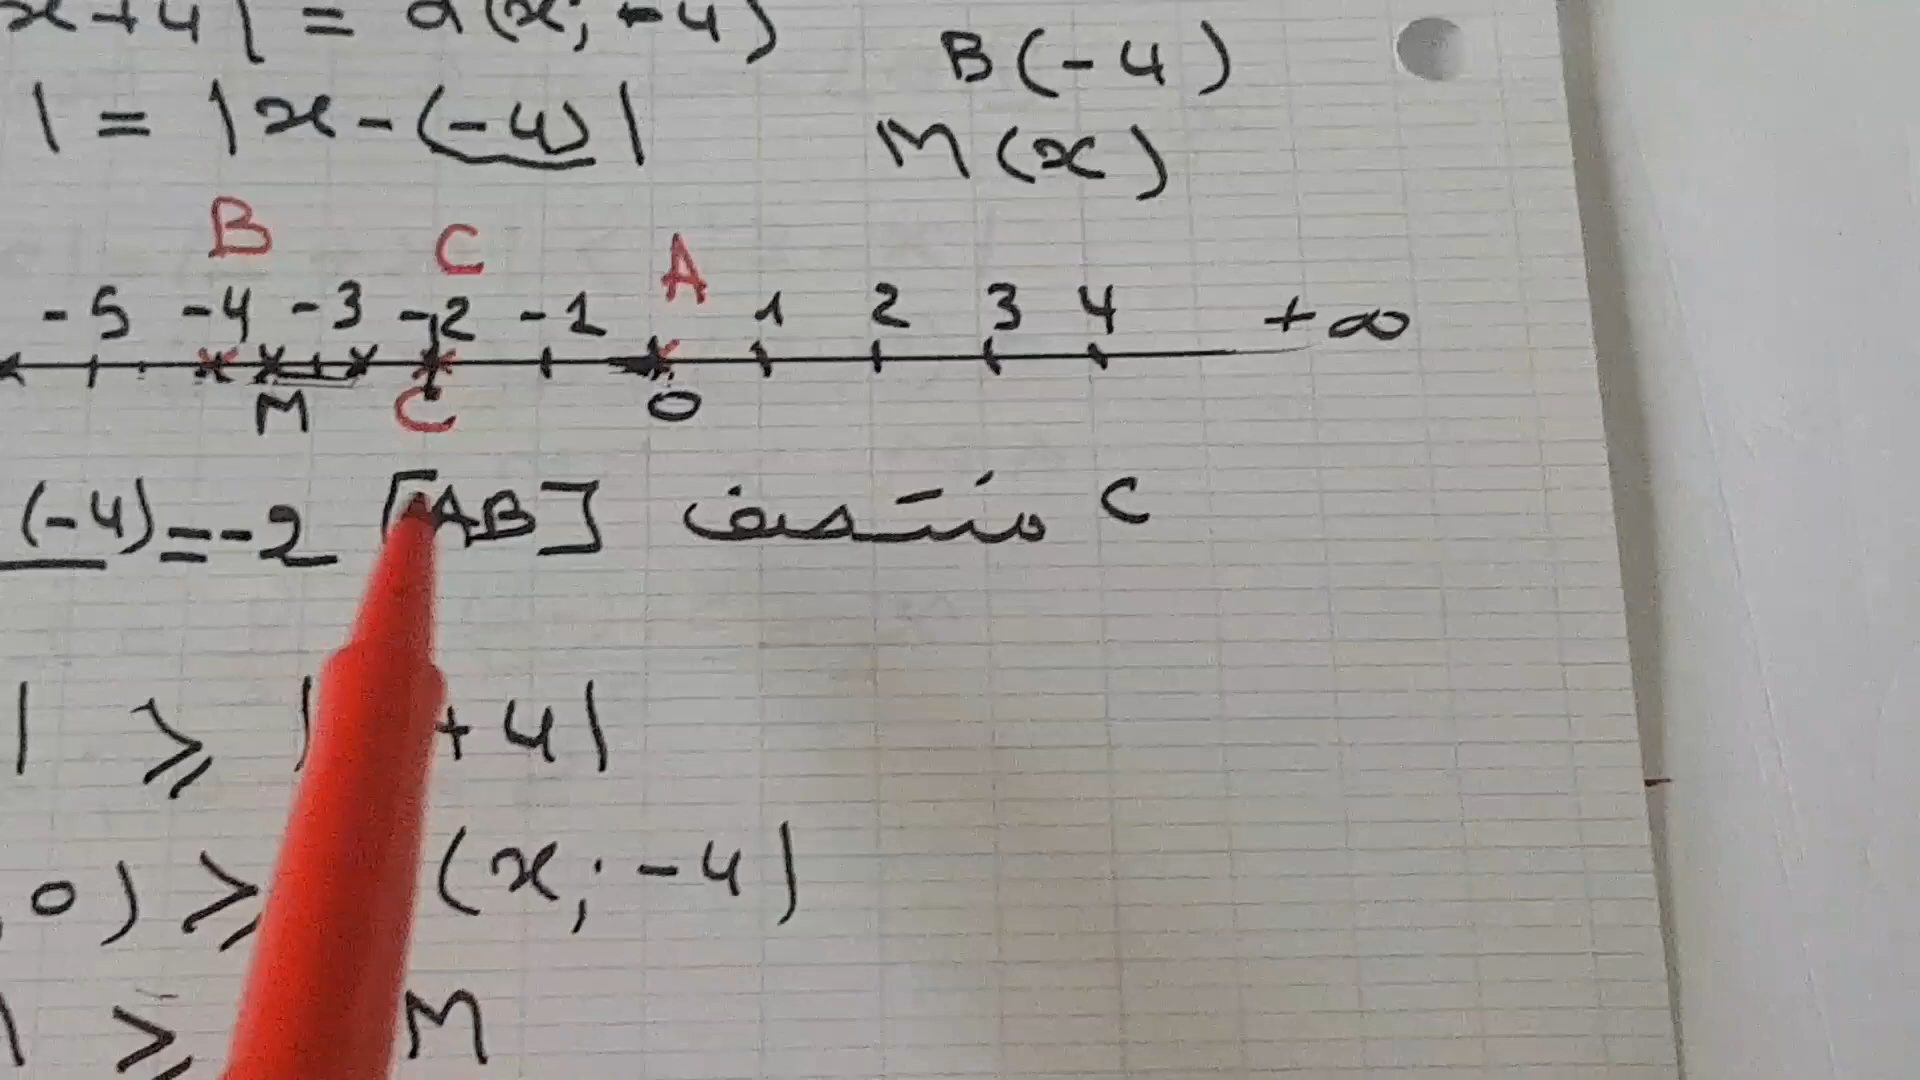 x+4| = d(x; -4)
B(-4)
| = |x-(-4)|
M(x)
B C A
-5 -4 -3 -2 -1 1 2 3 4 +∞
M C 0
(-4)=-2 [AB] منتصف C
| ⩾ | +4|
0) ⩾ (x; -4)
⩾ M